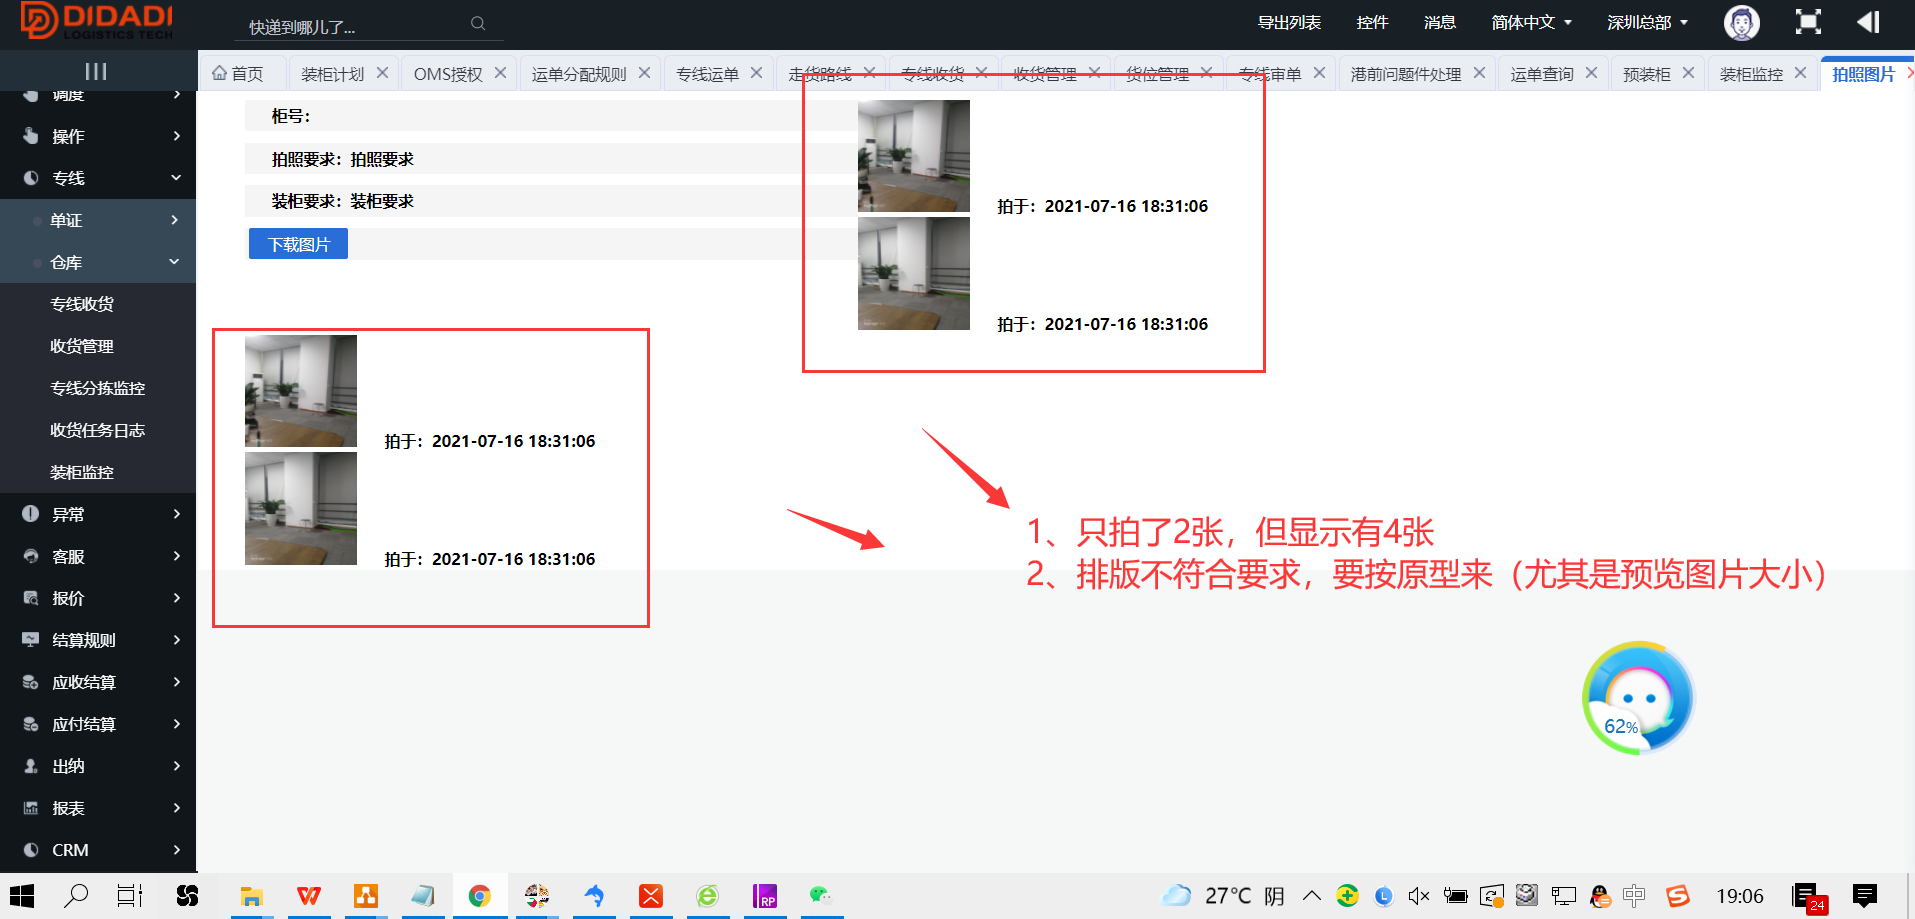 DIDADI
LOGISTICS TECH
快递到哪儿了...
导出列表
控件
消息
简体中文
深圳总部
首页
装柜计划
OMS授权
运单分配规则
专线运单
走货路线
专线收货
收货管理
货位管理
专线审单
港前问题件处理
运单查询
预装柜
装柜监控
拍照图片
调度
操作
专线
单证
仓库
专线收货
收货管理
专线分拣监控
收货任务日志
装柜监控
异常
客服
报价
结算规则
应收结算
应付结算
出纳
报表
CRM
柜号：
拍照要求：拍照要求
装柜要求：装柜要求
下载图片
拍于：2021-07-16 18:31:06
拍于：2021-07-16 18:31:06
拍于：2021-07-16 18:31:06
拍于：2021-07-16 18:31:06
1、只拍了2张，但显示有4张
2、排版不符合要求，要按原型来（尤其是预览图片大小）
62%
RP
27°C 阴
中
19:06
24